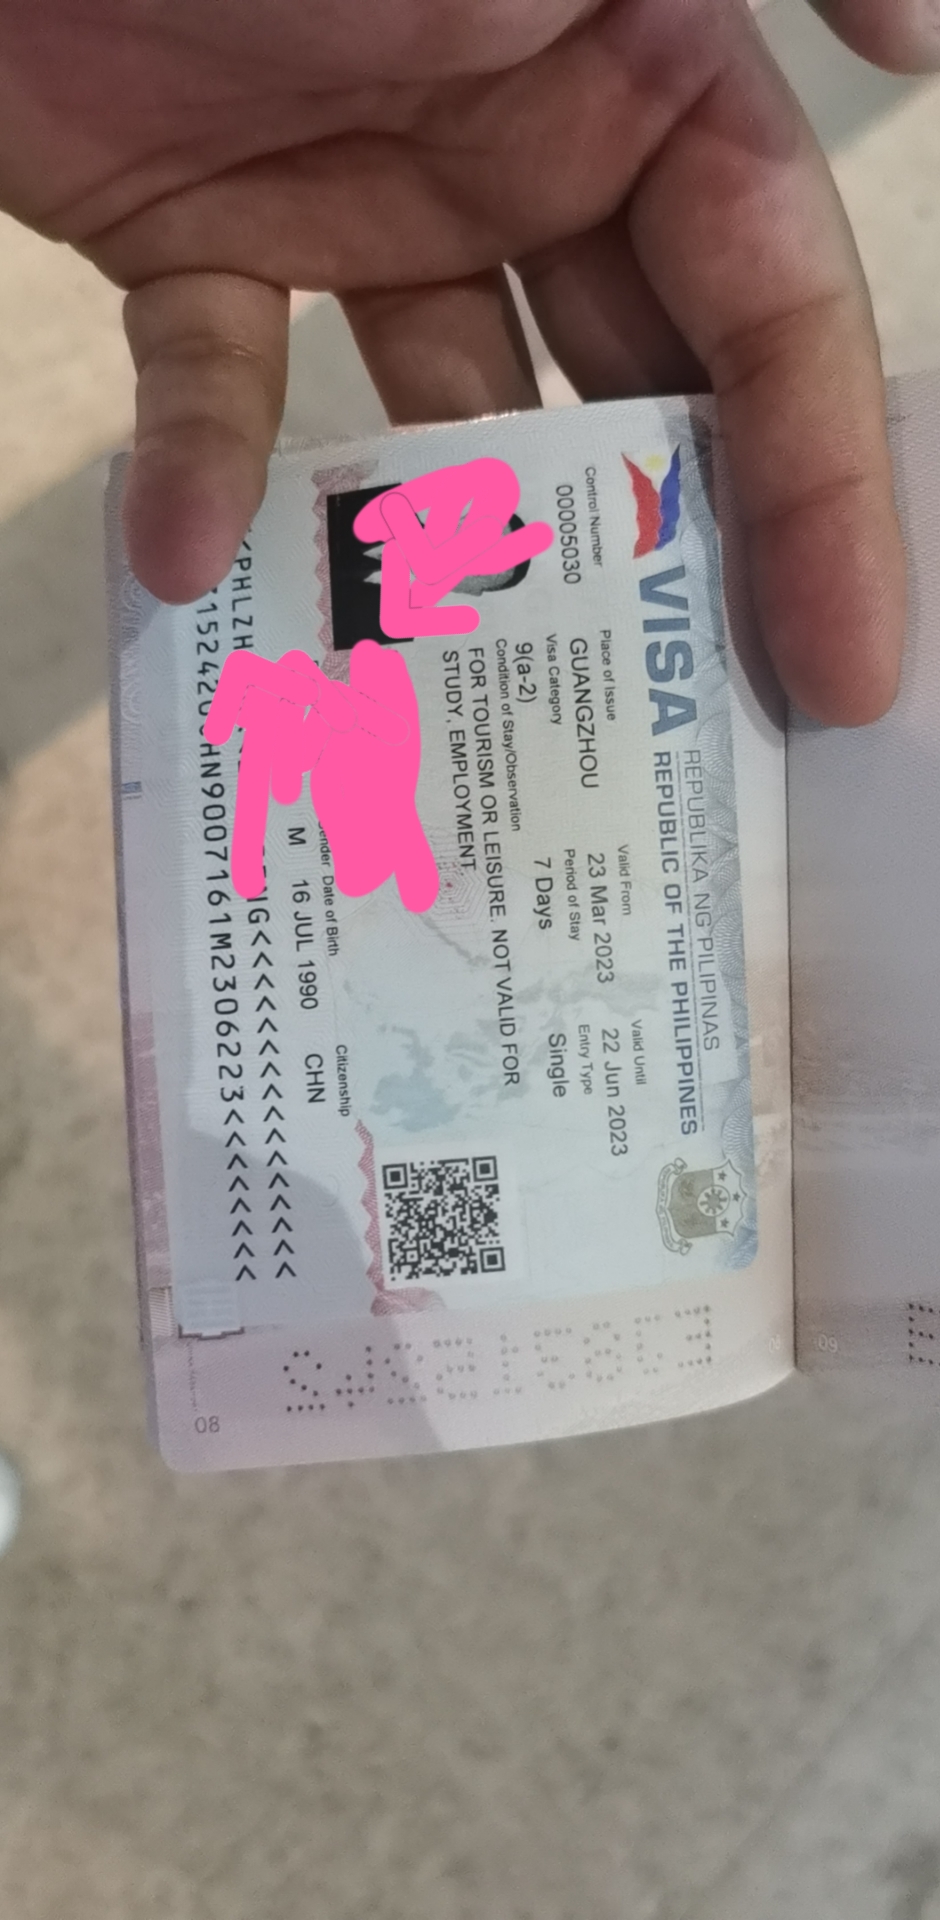 REPUBLIKA NG PILIPINAS
VISA REPUBLIC OF THE PHILIPPINES
Control Number Place of Issue Valid From Valid Until
00005030 GUANGZHOU 23 Mar 2023 22 Jun 2023
Visa Category Period of Stay Entry Type
9(a-2) 7 Days Single
Condition of Stay/Observation
FOR TOURISM OR LEISURE. NOT VALID FOR
STUDY, EMPLOYMENT.
Date of Birth Citizenship
M 16 JUL 1990 CHN
08
09